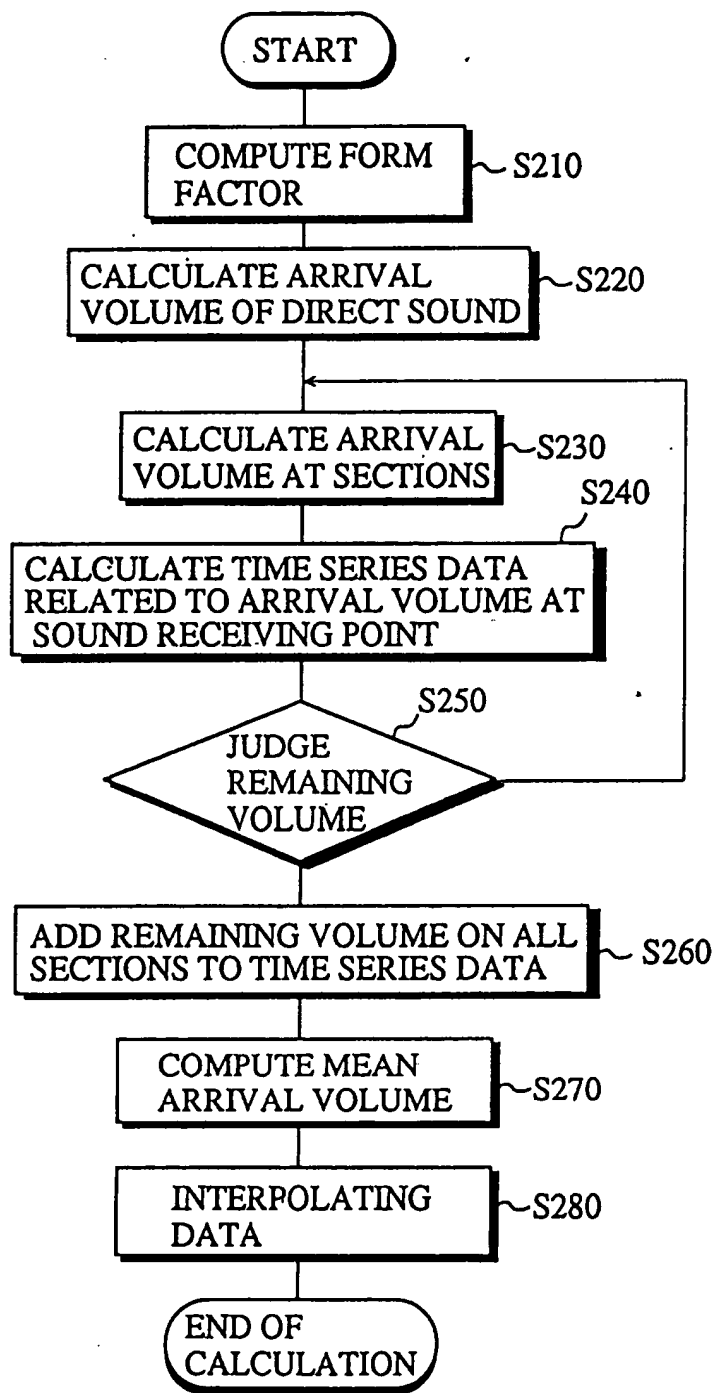 START
COMPUTE FORM
FACTOR
S210
CALCULATE ARRIVAL
VOLUME OF DIRECT SOUND
S220
CALCULATE ARRIVAL
VOLUME AT SECTIONS
S230
S240
CALCULATE TIME SERIES DATA
RELATED TO ARRIVAL VOLUME AT
SOUND RECEIVING POINT
S250
JUDGE
REMAINING
VOLUME
ADD REMAINING VOLUME ON ALL
SECTIONS TO TIME SERIES DATA
S260
COMPUTE MEAN
ARRIVAL VOLUME
S270
INTERPOLATING
DATA
S280
END OF
CALCULATION